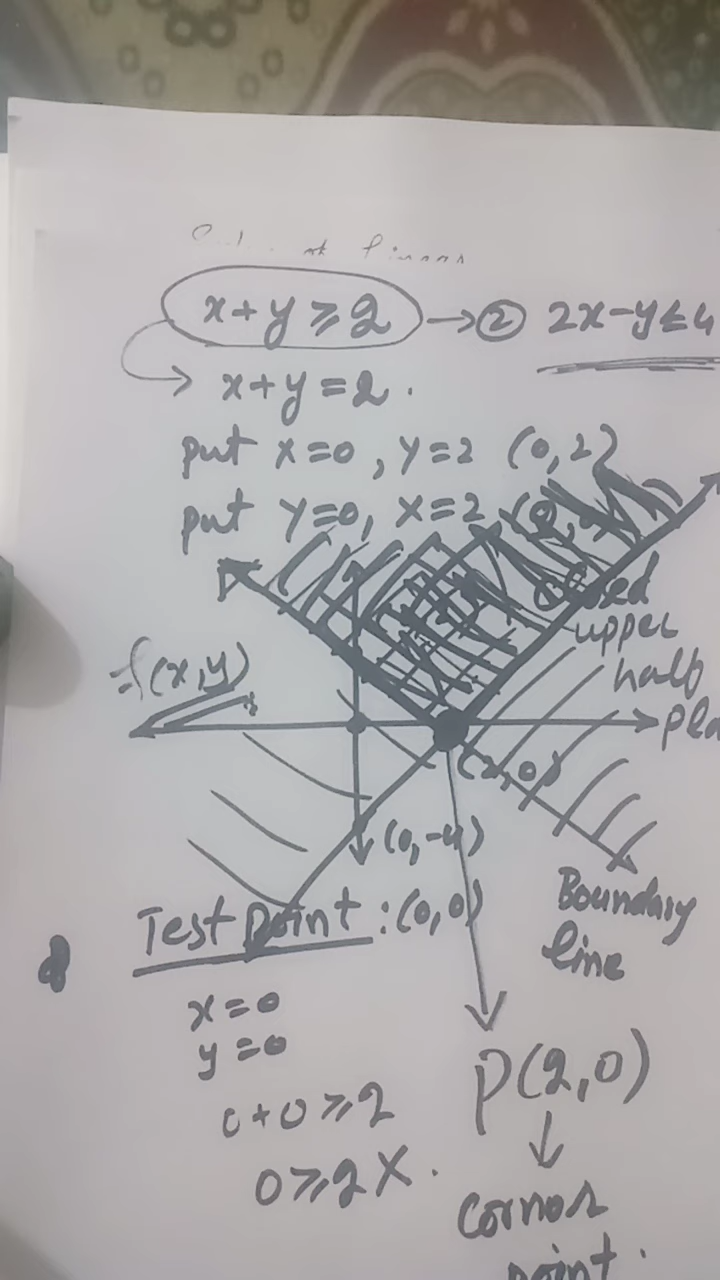 x+y⩾2 → ② 2x-y≤4
→ x+y=2.
put x=0, y=2 (0,2)
put y=0, x=2
upper
half
(x,y)
(2,0)
(0,-4)
Boundary
line
Test point : (0,0)
x=0
y=0
0+0⩾2
0⩾2 X.
P(2,0)
↓
corner
point.